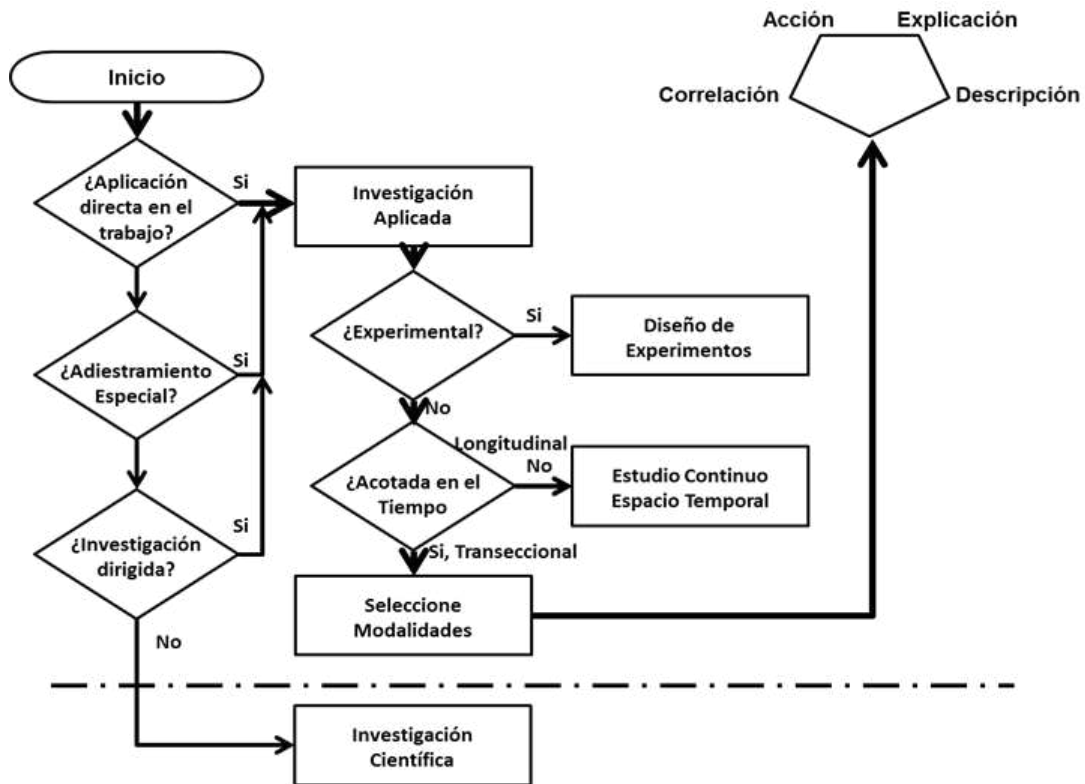 Acción
Explicación
Correlación
Descripción
Inicio
¿Aplicación
directa en el
trabajo?
Si
Investigación
Aplicada
¿Experimental?
Si
Diseño de
Experimentos
¿Adiestramiento
Especial?
Si
No
Longitudinal
No
¿Acotada en el
Tiempo
Estudio Continuo
Espacio Temporal
¿Investigación
dirigida?
Si
Si, Transeccional
Seleccione
Modalidades
No
Investigación
Científica